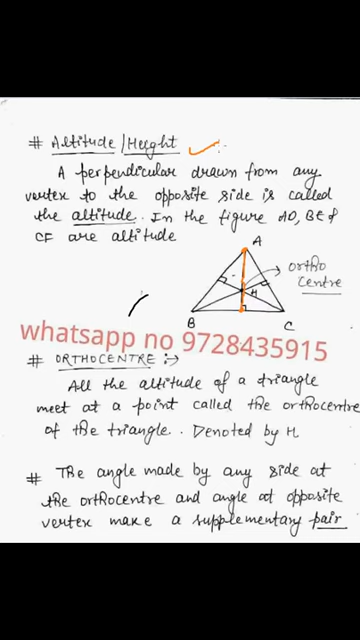 # Altitude/Height ✓ :-
A perpendicular drawn from any
vertex to the opposite side is called
the altitude. In the figure AD, BE &
CF are altitude
A
Ortho
Centre
H
B
C
whatsapp no 9728435915
# ORTHOCENTRE :→
All the altitude of a triangle
meet at a point called the orthocentre
of the triangle. Denoted by H
# The angle made by any side at
the orthocentre and angle at opposite
vertex make a supplementary pair